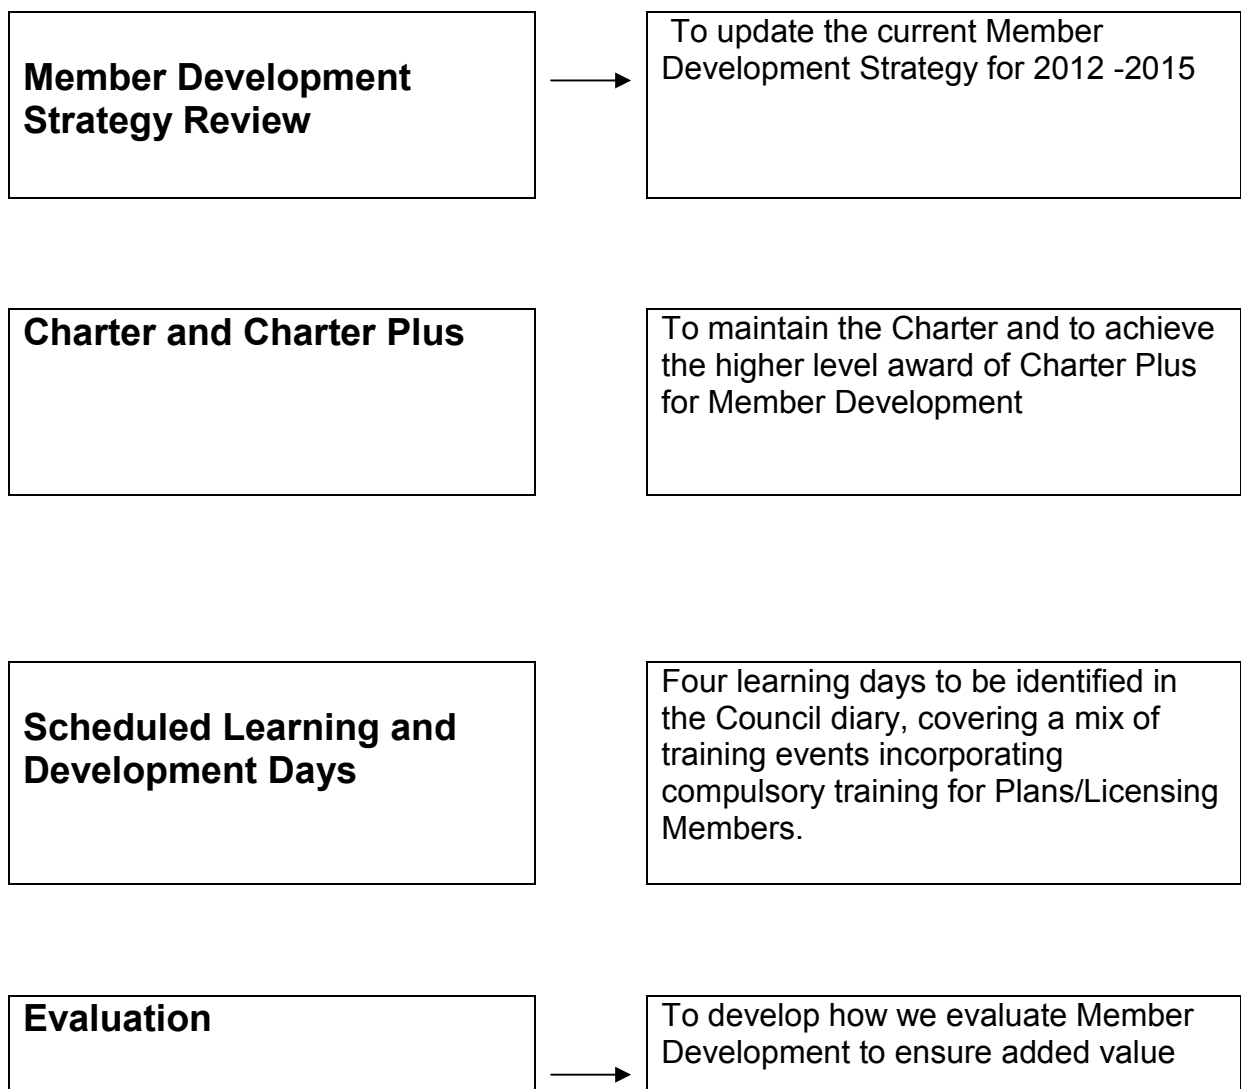 Member Development
Strategy Review
To update the current Member
Development Strategy for 2012 -2015
Charter and Charter Plus
To maintain the Charter and to achieve
the higher level award of Charter Plus
for Member Development
Scheduled Learning and
Development Days
Four learning days to be identified in
the Council diary, covering a mix of
training events incorporating
compulsory training for Plans/Licensing
Members.
Evaluation
To develop how we evaluate Member
Development to ensure added value